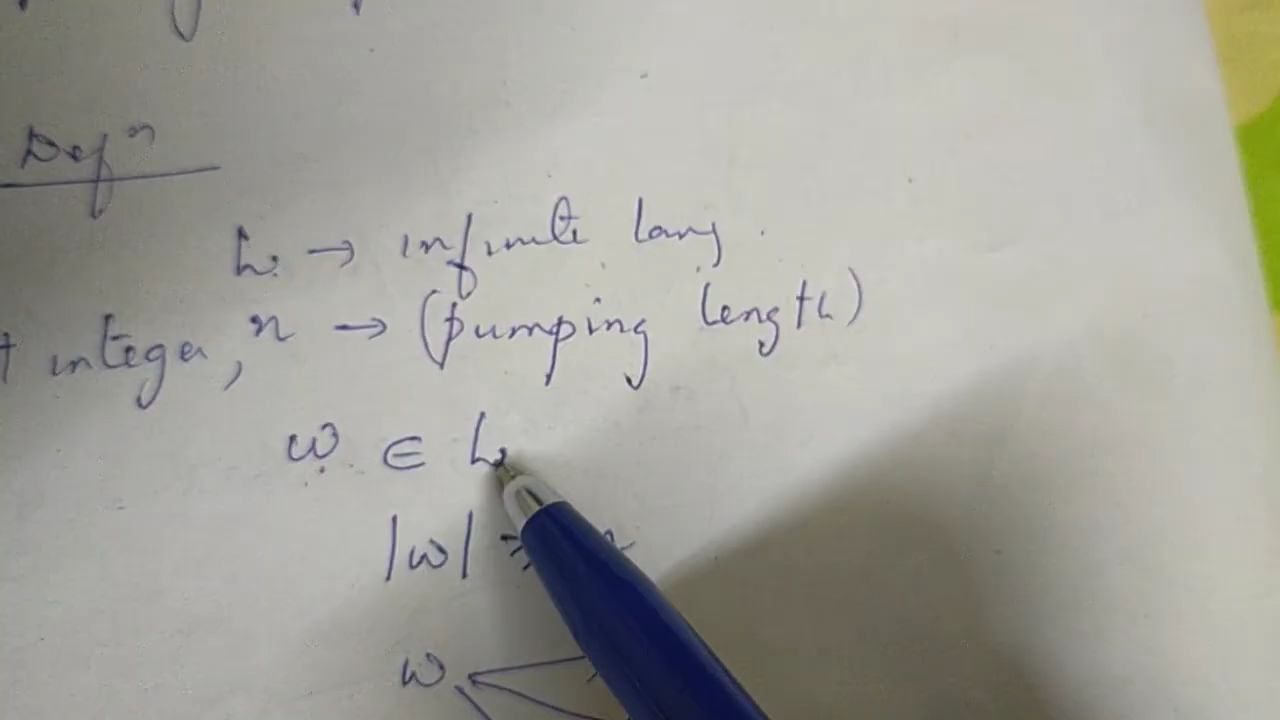 Defⁿ
L → infinite lang.
+ integer, n → (pumping length)
w ∈ L
|w|
w